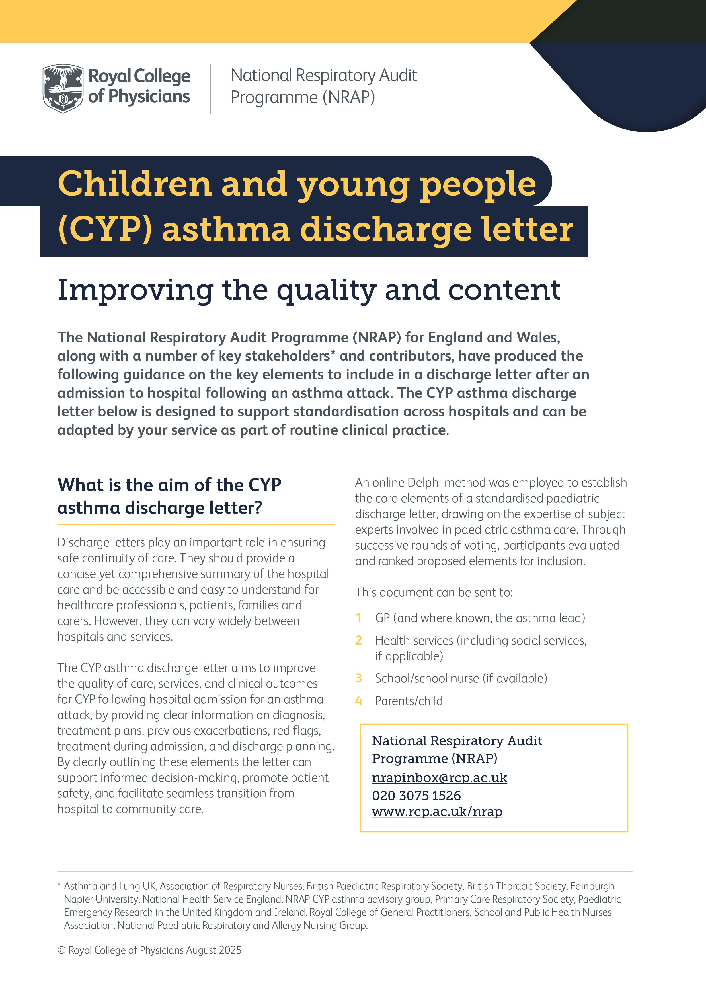 Royal College
of Physicians
National Respiratory Audit
Programme (NRAP)
Children and young people
(CYP) asthma discharge letter
Improving the quality and content
The National Respiratory Audit Programme (NRAP) for England and Wales,
along with a number of key stakeholders* and contributors, have produced the
following guidance on the key elements to include in a discharge letter after an
admission to hospital following an asthma attack. The CYP asthma discharge
letter below is designed to support standardisation across hospitals and can be
adapted by your service as part of routine clinical practice.
What is the aim of the CYP
asthma discharge letter?
Discharge letters play an important role in ensuring
safe continuity of care. They should provide a
concise yet comprehensive summary of the hospital
care and be accessible and easy to understand for
healthcare professionals, patients, families and
carers. However, they can vary widely between
hospitals and services.
The CYP asthma discharge letter aims to improve
the quality of care, services, and clinical outcomes
for CYP following hospital admission for an asthma
attack, by providing clear information on diagnosis,
treatment plans, previous exacerbations, red flags,
treatment during admission, and discharge planning.
By clearly outlining these elements the letter can
support informed decision-making, promote patient
safety, and facilitate seamless transition from
hospital to community care.
An online Delphi method was employed to establish
the core elements of a standardised paediatric
discharge letter, drawing on the expertise of subject
experts involved in paediatric asthma care. Through
successive rounds of voting, participants evaluated
and ranked proposed elements for inclusion.
This document can be sent to:
1 GP (and where known, the asthma lead)
2 Health services (including social services,
if applicable)
3 School/school nurse (if available)
4 Parents/child
National Respiratory Audit
Programme (NRAP)
nrapinbox@rcp.ac.uk
020 3075 1526
www.rcp.ac.uk/nrap
* Asthma and Lung UK, Association of Respiratory Nurses, British Paediatric Respiratory Society, British Thoracic Society, Edinburgh
Napier University, National Health Service England, NRAP CYP asthma advisory group, Primary Care Respiratory Society, Paediatric
Emergency Research in the United Kingdom and Ireland, Royal College of General Practitioners, School and Public Health Nurses
Association, National Paediatric Respiratory and Allergy Nursing Group.
© Royal College of Physicians August 2025